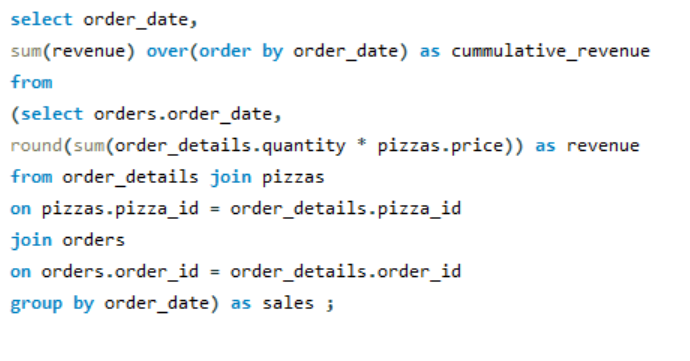 select order_date,
sum(revenue) over(order by order_date) as cummulative_revenue
from
(select orders.order_date,
round(sum(order_details.quantity * pizzas.price)) as revenue
from order_details join pizzas
on pizzas.pizza_id = order_details.pizza_id
join orders
on orders.order_id = order_details.order_id
group by order_date) as sales ;